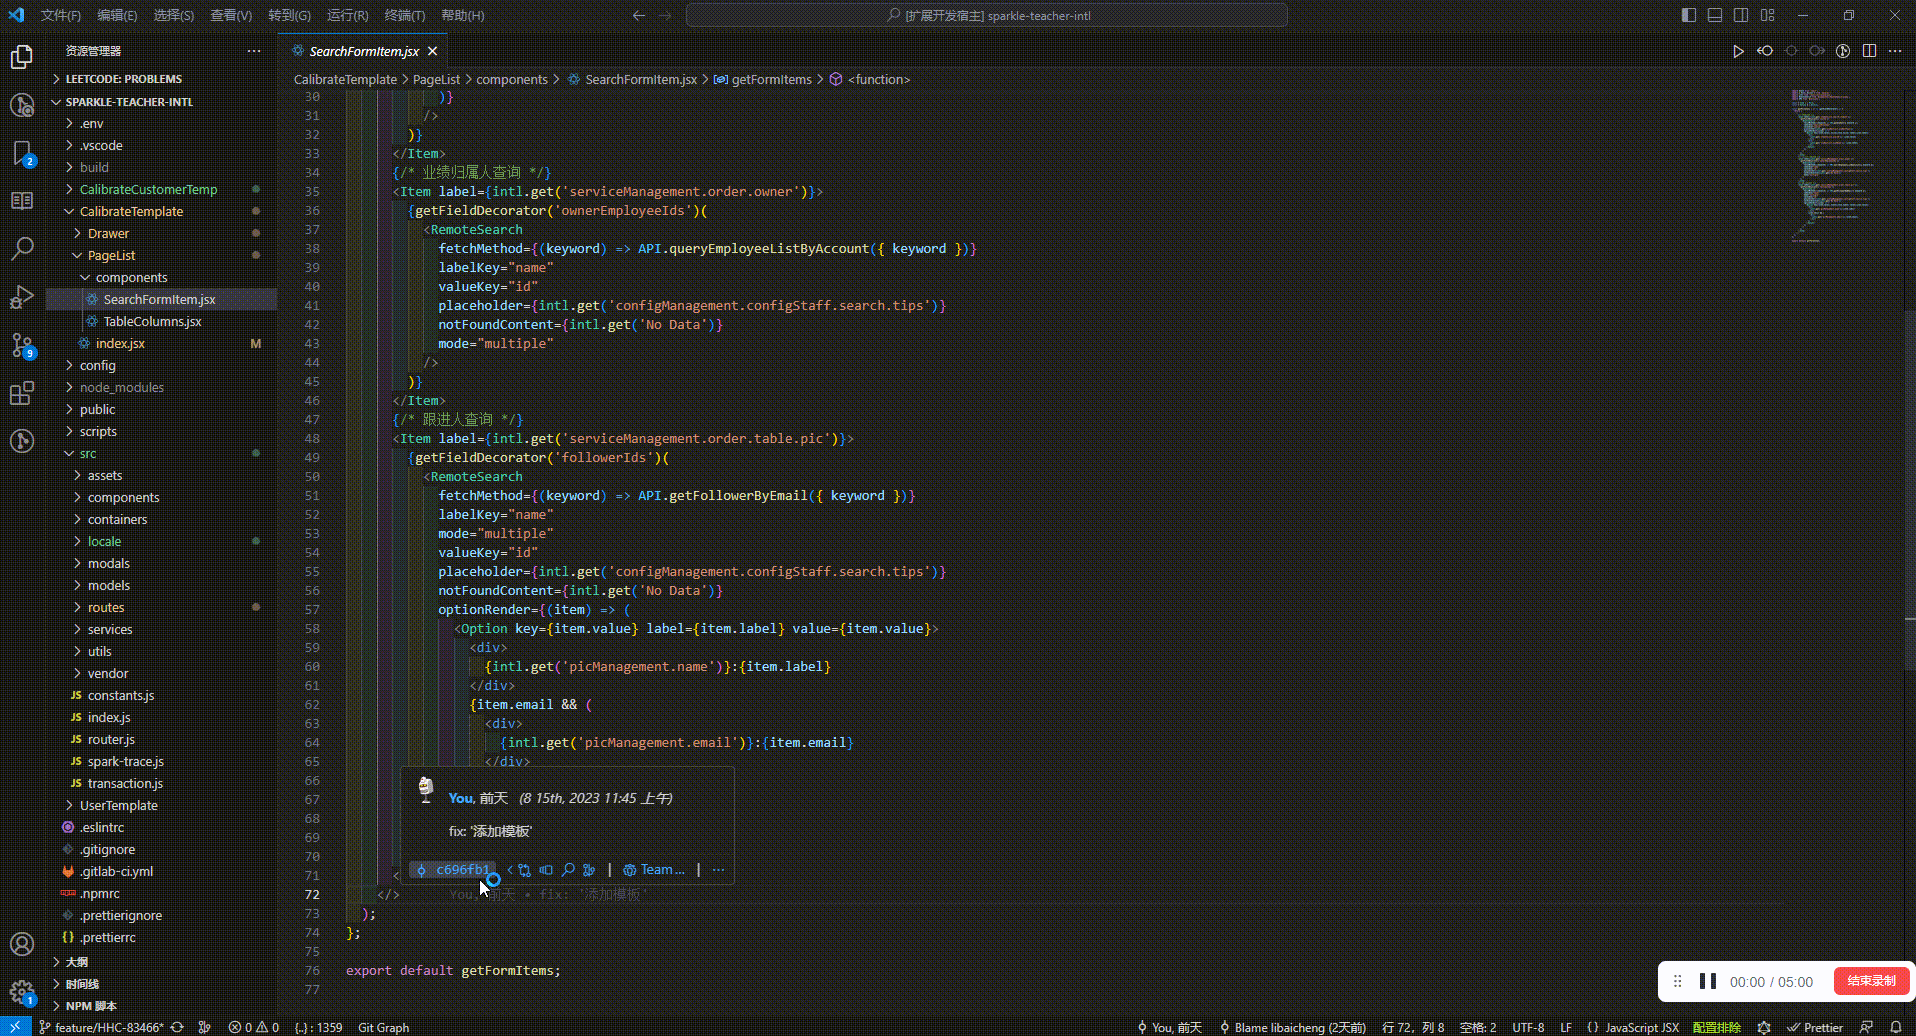 文件(F) 编辑(E) 选择(S) 查看(V) 转到(G) 运行(R) 终端(T) 帮助(H)
[扩展开发宿主] sparkle-teacher-intl
资源管理器
LEETCODE: PROBLEMS
SPARKLE-TEACHER-INTL
.env
.vscode
build
CalibrateCustomerTemp
CalibrateTemplate
Drawer
PageList
components
SearchFormItem.jsx
TableColumns.jsx
index.jsx M
config
node_modules
public
scripts
src
assets
components
containers
locale
modals
models
routes
services
utils
vendor
JS constants.js
JS index.js
JS router.js
JS spark-trace.js
JS transaction.js
UserTemplate
.eslintrc
.gitignore
.gitlab-ci.yml
.npmrc
.prettierignore
{} .prettierrc
大纲
时间线
NPM 脚本
2
9
1
SearchFormItem.jsx
CalibrateTemplate > PageList > components > SearchFormItem.jsx > getFormItems > <function>
30 )}
31 />
32 )}
33 </Item>
34 {/* 业绩归属人查询 */}
35 <Item label={intl.get('serviceManagement.order.owner')}>
36 {getFieldDecorator('ownerEmployeeIds')(
37 <RemoteSearch
38 fetchMethod={(keyword) => API.queryEmployeeListByAccount({ keyword })}
39 labelKey="name"
40 valueKey="id"
41 placeholder={intl.get('configManagement.configStaff.search.tips')}
42 notFoundContent={intl.get('No Data')}
43 mode="multiple"
44 />
45 )}
46 </Item>
47 {/* 跟进人查询 */}
48 <Item label={intl.get('serviceManagement.order.table.pic')}>
49 {getFieldDecorator('followerIds')(
50 <RemoteSearch
51 fetchMethod={(keyword) => API.getFollowerByEmail({ keyword })}
52 labelKey="name"
53 mode="multiple"
54 valueKey="id"
55 placeholder={intl.get('configManagement.configStaff.search.tips')}
56 notFoundContent={intl.get('No Data')}
57 optionRender={(item) => (
58 <Option key={item.value} label={item.label} value={item.value}>
59 <div>
60 {intl.get('picManagement.name')}:{item.label}
61 </div>
62 {item.email && (
63 <div>
64 {intl.get('picManagement.email')}:{item.email}
65 </div>
66
67
68
69
70
71 <
72 </> You, 前天 • fix: '添加模板'
73 );
74 };
75
76 export default getFormItems;
77
You, 前天 (8 15th, 2023 11:45 上午)
fix: '添加模板'
c696fb1 | Team... | ...
00:00 / 05:00 结束录制
feature/HHC-83466* 0 0 {..} : 1359 Git Graph You, 前天 Blame libaicheng (2天前) 行 72，列 8 空格: 2 UTF-8 LF {} JavaScript JSX 配置排除 Prettier